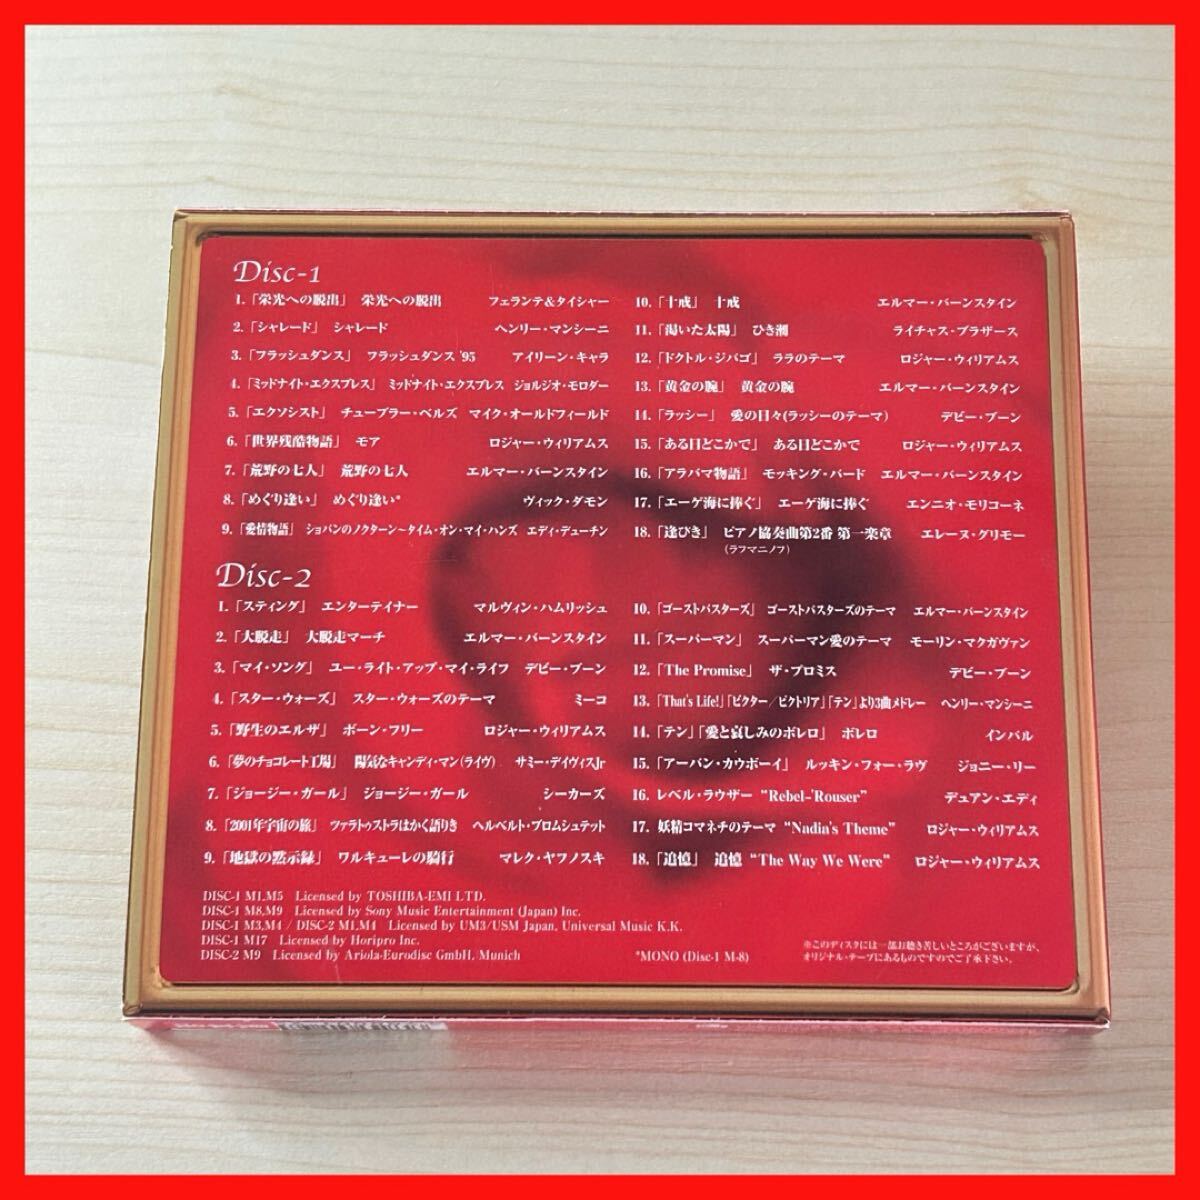 Disc-1
1.「栄光への脱出」 栄光への脱出 フェランテ&タイシャー
2.「シャレード」 シャレード ヘンリー・マンシーニ
3.「フラッシュダンス」 フラッシュダンス '95 アイリーン・キャラ
4.「ミッドナイト・エクスプレス」 ミッドナイト・エクスプレス ジョルジオ・モロダー
5.「エクソシスト」 チューブラー・ベルズ マイク・オールドフィールド
6.「世界残酷物語」 モア ロジャー・ウィリアムス
7.「荒野の七人」 荒野の七人 エルマー・バーンスタイン
8.「めぐり逢い」 めぐり逢い* ヴィック・ダモン
9.「愛情物語」 ショパンのノクターン〜タイム・オン・マイ・ハンズ エディ・デューチン
10.「十戒」 十戒 エルマー・バーンスタイン
11.「渇いた太陽」 ひき潮 ライチャス・ブラザース
12.「ドクトル・ジバゴ」 ララのテーマ ロジャー・ウィリアムス
13.「黄金の腕」 黄金の腕 エルマー・バーンスタイン
14.「ラッシー」 愛の日々(ラッシーのテーマ) デビー・ブーン
15.「ある日どこかで」 ある日どこかで ロジャー・ウィリアムス
16.「アラバマ物語」 モッキング・バード エルマー・バーンスタイン
17.「エーゲ海に捧ぐ」 エーゲ海に捧ぐ エンニオ・モリコーネ
18.「逢びき」 ピアノ協奏曲第2番 第一楽章 エレーヌ・グリモー
(ラフマニノフ)
Disc-2
1.「スティング」 エンターテイナー マルヴィン・ハムリッシュ
2.「大脱走」 大脱走マーチ エルマー・バーンスタイン
3.「マイ・ソング」 ユー・ライト・アップ・マイ・ライフ デビー・ブーン
4.「スター・ウォーズ」 スター・ウォーズのテーマ ミーコ
5.「野生のエルザ」 ボーン・フリー ロジャー・ウィリアムス
6.「夢のチョコレート工場」 陽気なキャンディ・マン(ライヴ) サミー・デイヴィスJr
7.「ジョージー・ガール」 ジョージー・ガール シーカーズ
8.「2001年宇宙の旅」 ツァラトゥストラはかく語りき ヘルベルト・ブロムシュテット
9.「地獄の黙示録」 ワルキューレの騎行 マレク・ヤフノスキ
10.「ゴーストバスターズ」 ゴーストバスターズのテーマ エルマー・バーンスタイン
11.「スーパーマン」 スーパーマン愛のテーマ モーリン・マクガヴァン
12.「The Promise」 ザ・プロミス デビー・ブーン
13.「That's Life!」「ビクター/ビクトリア」「テン」より3曲メドレー ヘンリー・マンシーニ
14.「テン」「愛と哀しみのボレロ」 ボレロ インバル
15.「アーバン・カウボーイ」 ルッキン・フォー・ラヴ ジョニー・リー
16. レベル・ラウザー "Rebel-'Rouser" デュアン・エディ
17. 妖精コマネチのテーマ "Nadia's Theme" ロジャー・ウィリアムス
18.「追憶」 追憶 "The Way We Were" ロジャー・ウィリアムス
DISC-1 M1,M5 Licensed by TOSHIBA-EMI LTD.
DISC-1 M8,M9 Licensed by Sony Music Entertainment (Japan) Inc.
DISC-1 M3,M4 / DISC-2 M1,M4 Licensed by UM3/USM Japan, Universal Music K.K.
DISC-1 M17 Licensed by Horipro Inc.
DISC-2 M9 Licensed by Ariola-Eurodisc GmbH, Munich
*MONO (Disc-1 M-8)
※このディスクには一部お聴き苦しいところがございますが、
オリジナル・テープにあるものですのでご了承下さい。